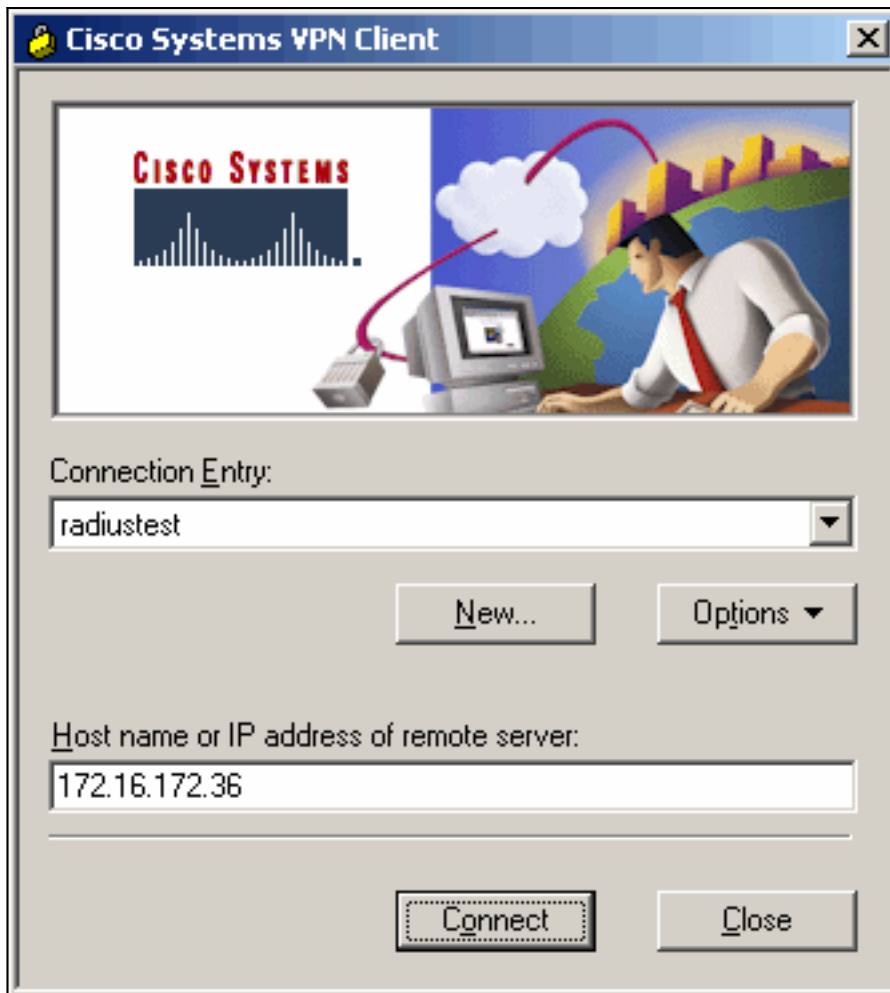 Cisco Systems VPN Client
CISCO SYSTEMS
Connection Entry:
radiustest
New...
Options
Host name or IP address of remote server:
172.16.172.36
Connect
Close